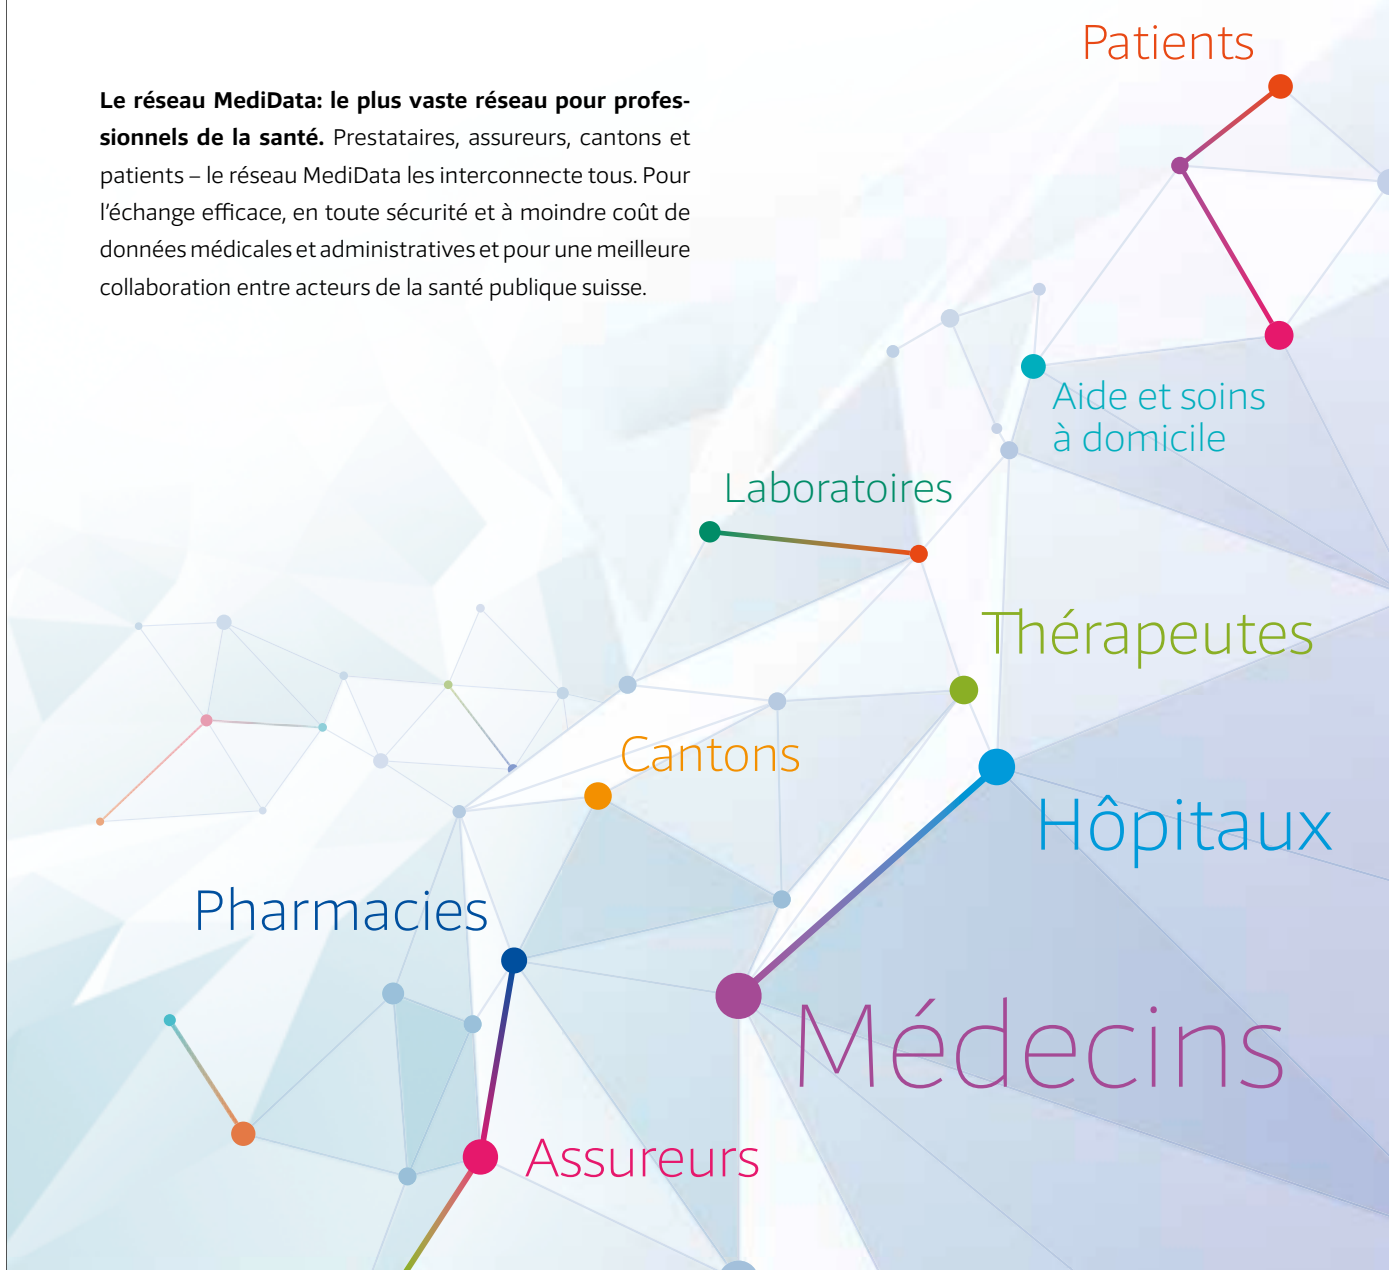 Patients
Le réseau MediData: le plus vaste réseau pour profes-
sionnels de la santé. Prestataires, assureurs, cantons et
patients – le réseau MediData les interconnecte tous. Pour
l'échange efficace, en toute sécurité et à moindre coût de
données médicales et administratives et pour une meilleure
collaboration entre acteurs de la santé publique suisse.
Aide et soins
à domicile
Laboratoires
Thérapeutes
Cantons
Hôpitaux
Pharmacies
Médecins
Assureurs